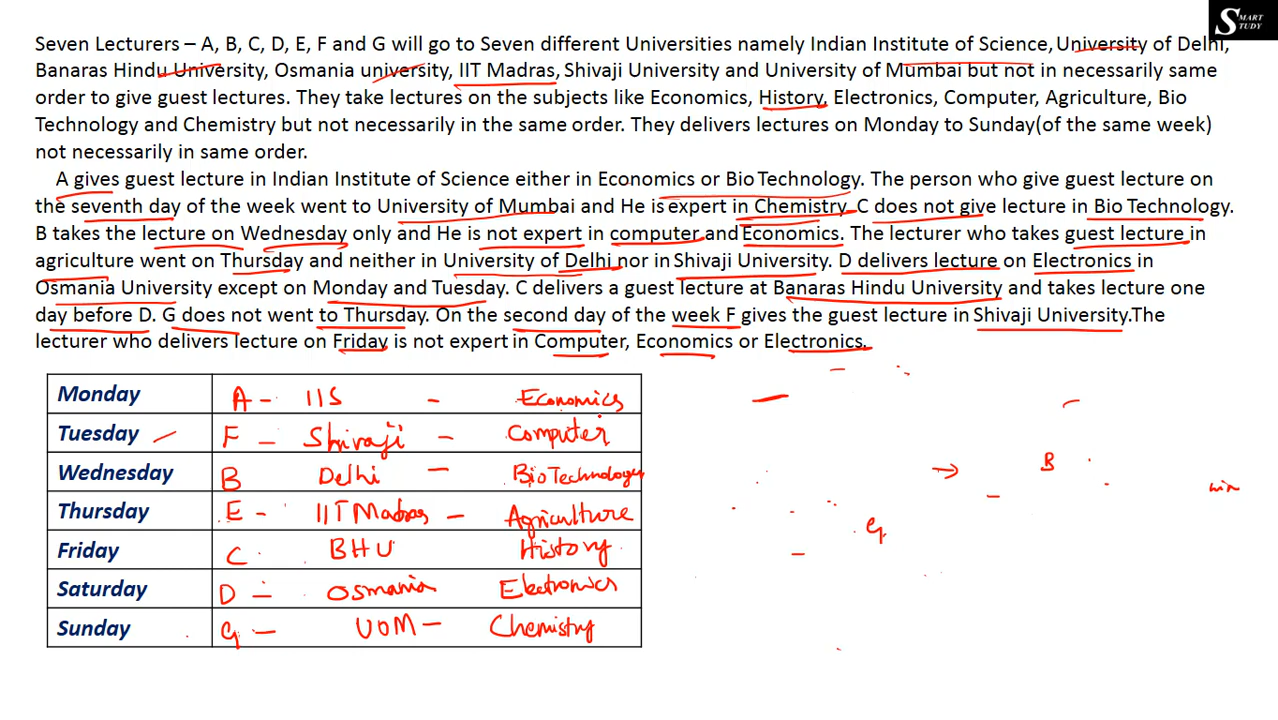 SMART
STUDY
Seven Lecturers – A, B, C, D, E, F and G will go to Seven different Universities namely Indian Institute of Science, University of Delhi,
Banaras Hindu University, Osmania university, IIT Madras, Shivaji University and University of Mumbai but not in necessarily same
order to give guest lectures. They take lectures on the subjects like Economics, History, Electronics, Computer, Agriculture, Bio
Technology and Chemistry but not necessarily in the same order. They delivers lectures on Monday to Sunday(of the same week)
not necessarily in same order.
A gives guest lecture in Indian Institute of Science either in Economics or Bio Technology. The person who give guest lecture on
the seventh day of the week went to University of Mumbai and He is expert in Chemistry. C does not give lecture in Bio Technology.
B takes the lecture on Wednesday only and He is not expert in computer and Economics. The lecturer who takes guest lecture in
agriculture went on Thursday and neither in University of Delhi nor in Shivaji University. D delivers lecture on Electronics in
Osmania University except on Monday and Tuesday. C delivers a guest lecture at Banaras Hindu University and takes lecture one
day before D. G does not went to Thursday. On the second day of the week F gives the guest lecture in Shivaji University.The
lecturer who delivers lecture on Friday is not expert in Computer, Economics or Electronics.
Monday A - IIS - Economics
Tuesday F - Shivaji - Computer
Wednesday B Delhi - BioTechnology
Thursday E - IIT Madras - Agriculture
Friday C BHU History
Saturday D - Osmania Electronics
Sunday G - UOM - Chemistry
B
G